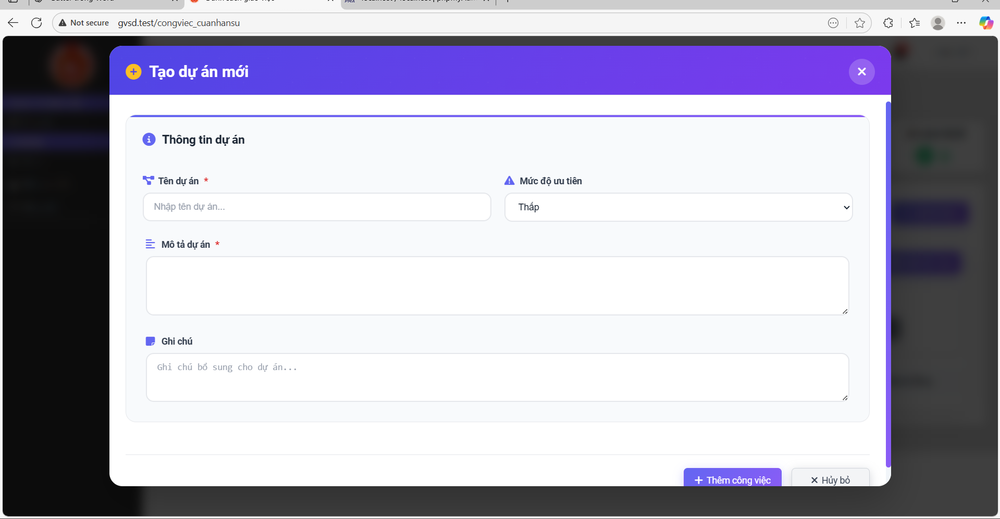 Not secure gvsd.test/congviec_cuanhansu
Tạo dự án mới
Thông tin dự án
Tên dự án *
Mức độ ưu tiên
Nhập tên dự án...
Thấp
Mô tả dự án *
Ghi chú
Ghi chú bổ sung cho dự án...
Thêm công việc
Hủy bỏ